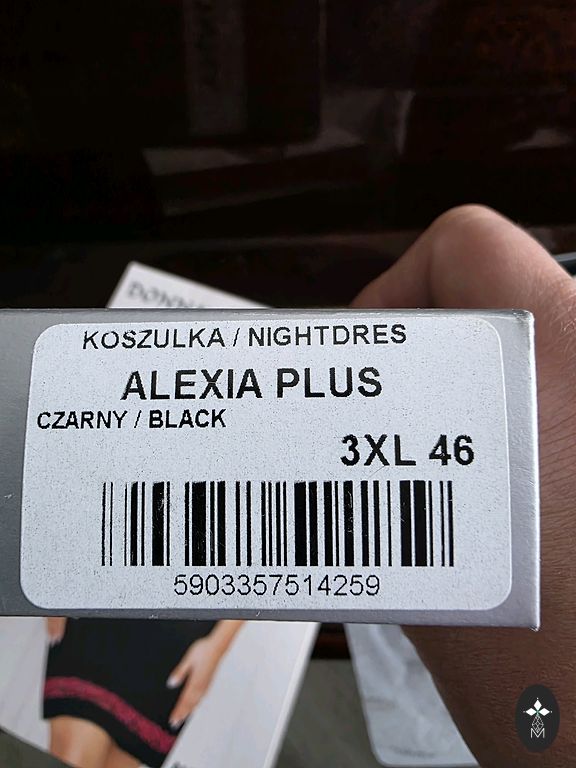 KOSZULKA / NIGHTDRES
ALEXIA PLUS
CZARNY / BLACK
3XL 46
5903357514259